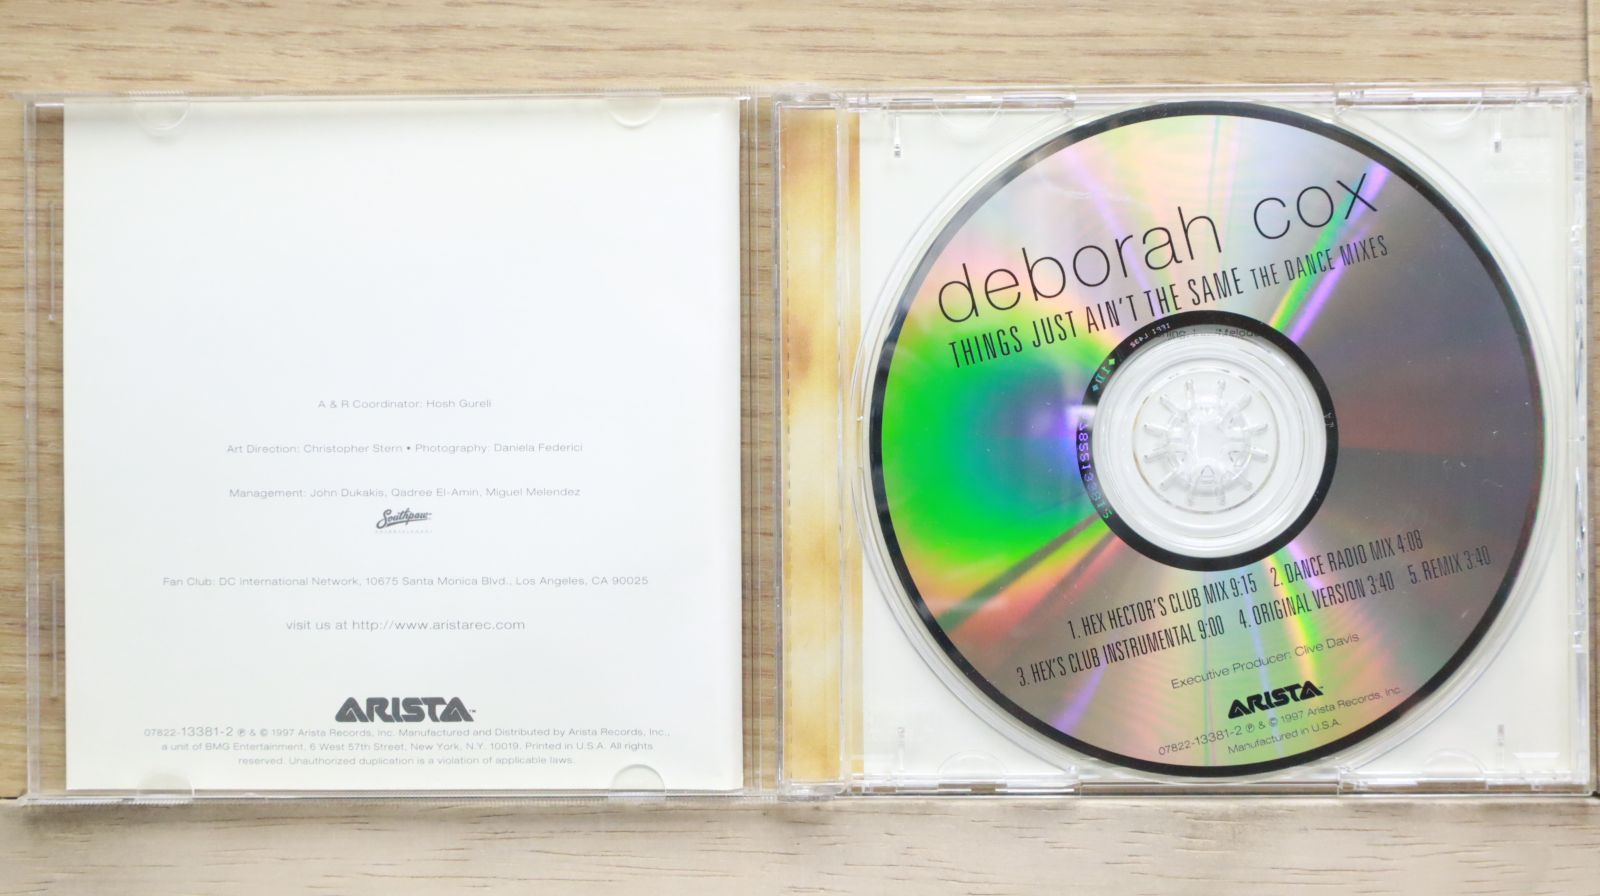 A & R Coordinator: Hosh Gureli
Art Direction: Christopher Stern • Photography: Daniela Federici
Management: John Dukakis, Qadree El-Amin, Miguel Melendez
Southpaw
Fan Club: DC International Network, 10675 Santa Monica Blvd., Los Angeles, CA 90025
visit us at http://www.aristarec.com
ARISTA™
07822-13381-2 ℗ & © 1997 Arista Records, Inc. Manufactured and Distributed by Arista Records, Inc.,
a unit of BMG Entertainment, 6 West 57th Street, New York, N.Y. 10019. Printed in U.S.A. All rights
reserved. Unauthorized duplication is a violation of applicable laws.
deborah cox
THINGS JUST AIN'T THE SAME THE DANCE MIXES
1. HEX HECTOR'S CLUB MIX 9:15 2. DANCE RADIO MIX 4:08
3. HEX'S CLUB INSTRUMENTAL 9:00 4. ORIGINAL VERSION 3:40 5. REMIX 3:40
Executive Producer: Clive Davis
ARISTA™
07822-13381-2 ℗ & © 1997 Arista Records, Inc.
Manufactured in U.S.A.